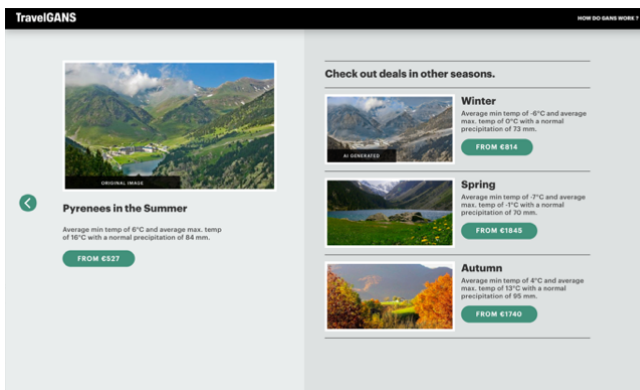 TravelGANS
HOW DO GANS WORK ?
ORIGINAL IMAGE
Pyrenees in the Summer
Average min temp of 6°C and average max. temp
of 16°C with a normal precipitation of 84 mm.
FROM €527
Check out deals in other seasons.
AI GENERATED
Winter
Average min temp of -6°C and average
max. temp of 0°C with a normal
precipitation of 73 mm.
FROM €814
Spring
Average min temp of -7°C and average
max. temp of -1°C with a normal
precipitation of 70 mm.
FROM €1845
Autumn
Average min temp of 4°C and average
max. temp of 13°C with a normal
precipitation of 95 mm.
FROM €1740